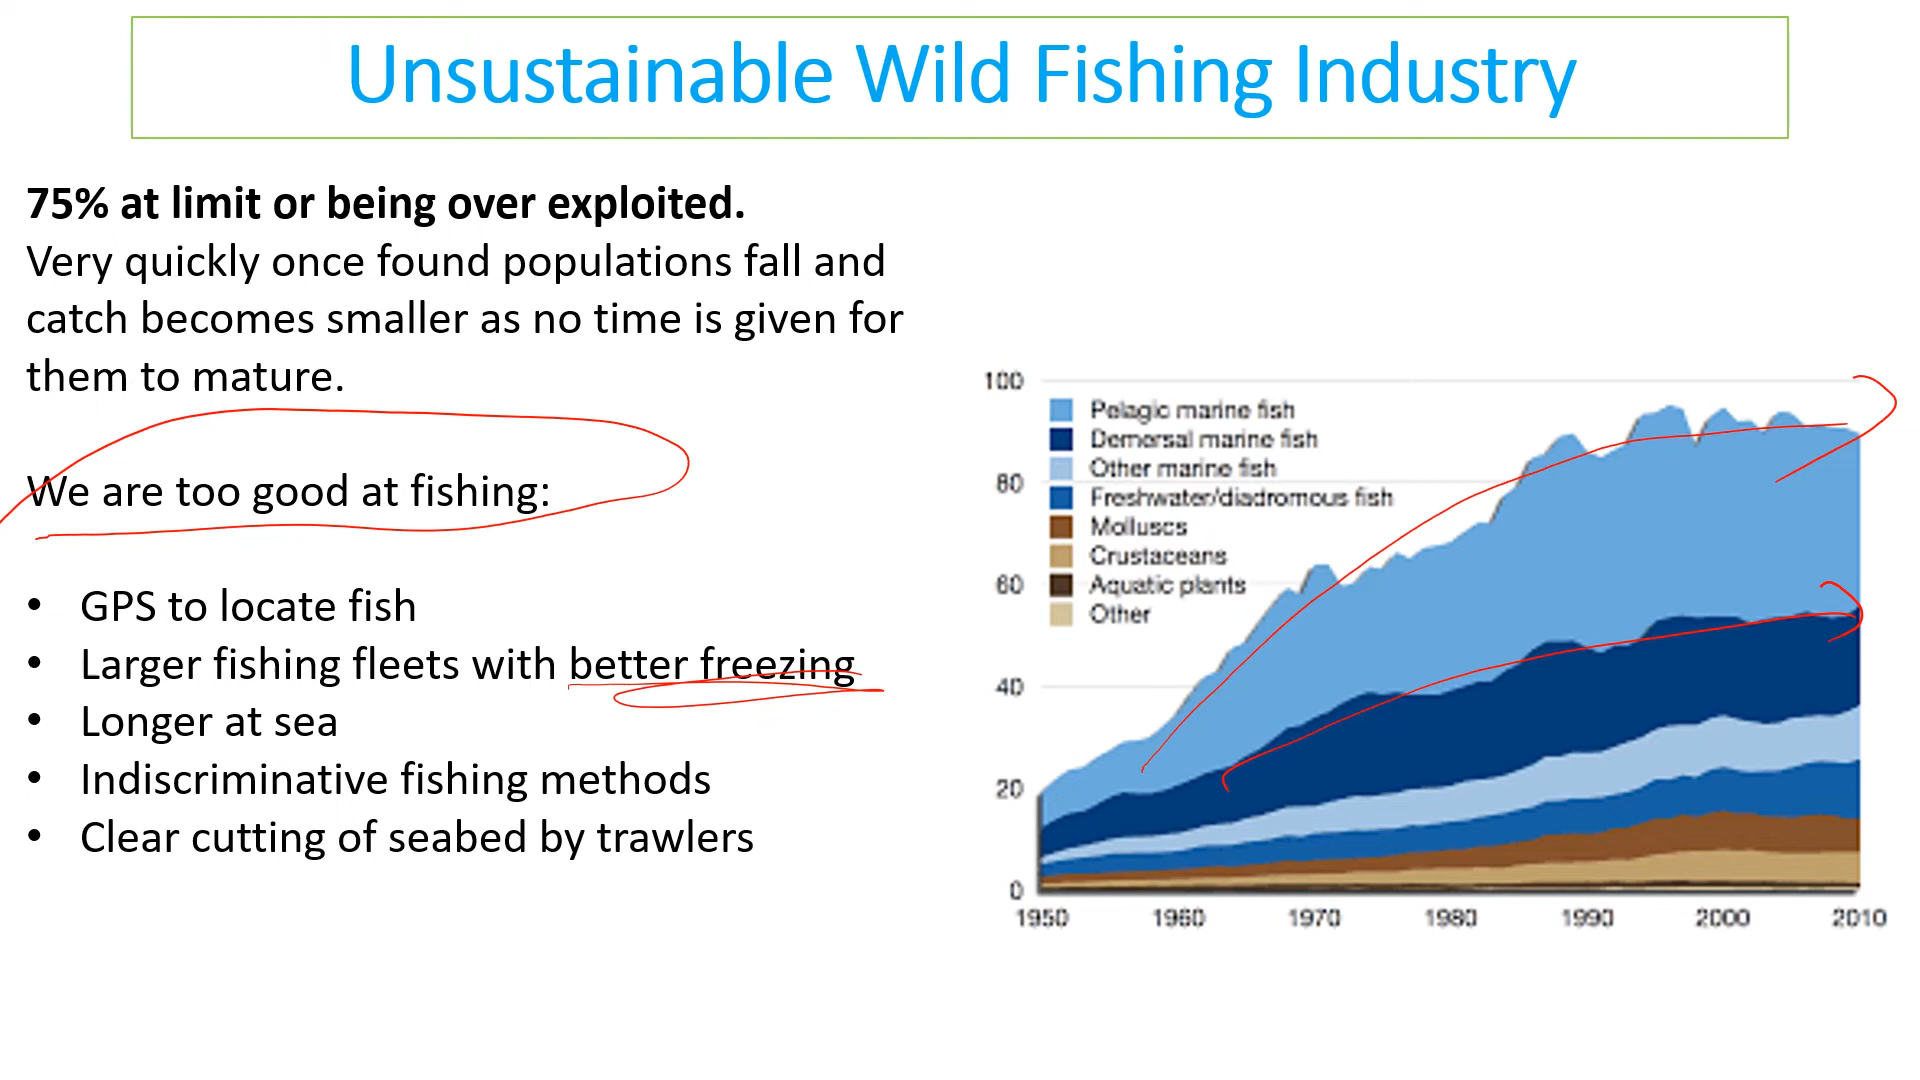 Unsustainable Wild Fishing Industry
75% at limit or being over exploited.
Very quickly once found populations fall and
catch becomes smaller as no time is given for
them to mature.
We are too good at fishing:
• GPS to locate fish
• Larger fishing fleets with better freezing
• Longer at sea
• Indiscriminative fishing methods
• Clear cutting of seabed by trawlers
100
80
60
40
20
0
Pelagic marine fish
Demersal marine fish
Other marine fish
Freshwater/diadromous fish
Molluscs
Crustaceans
Aquatic plants
Other
1950 1960 1970 1980 1990 2000 2010